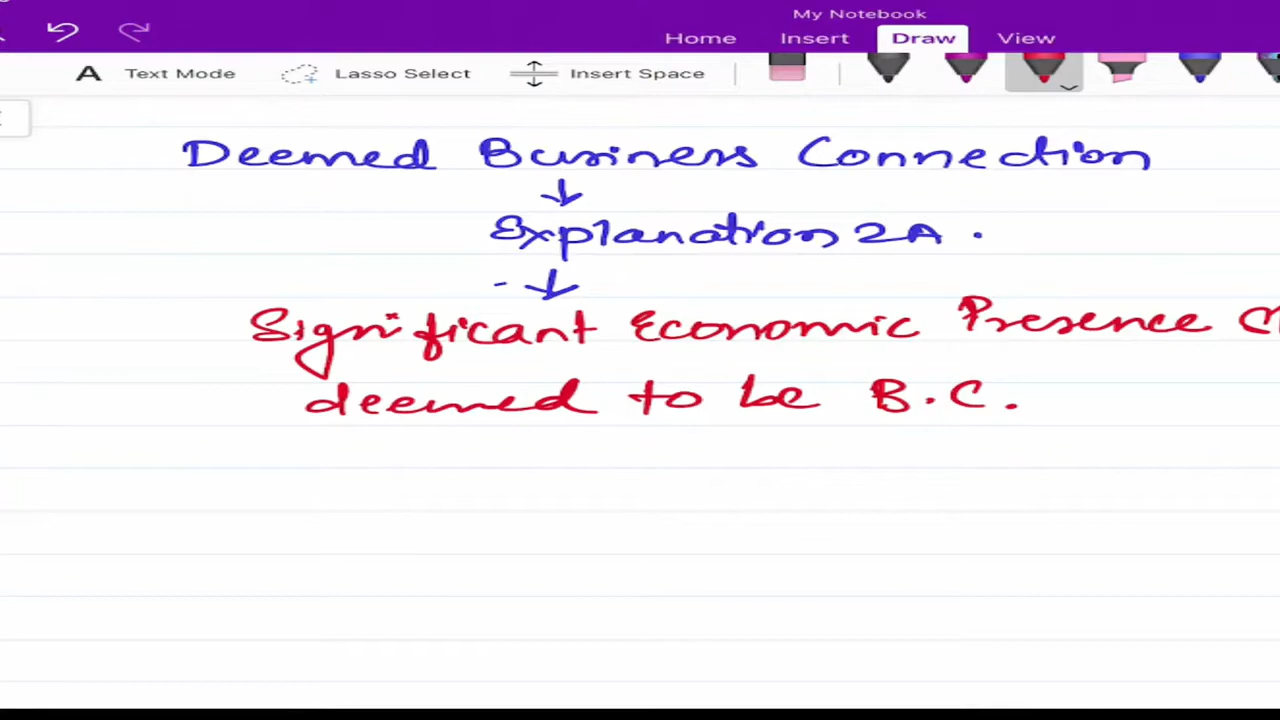 My Notebook
Home Insert Draw View
A Text Mode Lasso Select Insert Space
Deemed Business Connection
↓
Explanation 2A.
- ↓
Significant Economic Presence
deemed to be B.C.